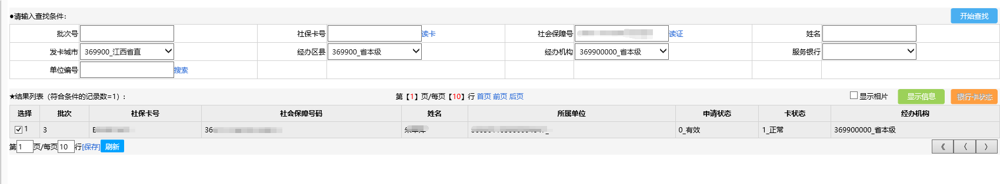 ●请输入查找条件： 开始查找
批次号 社保卡号 读卡 社会保障号 读证 姓名
发卡城市 369900_江西省直 经办区县 369900_省本级 经办机构 369900000_省本级 服务银行
单位编号 搜索
★结果列表（符合条件的记录数=1）： 第【1】页/每页【10】行 首页 前页 后页 显示相片 显示信息 银行卡状态
选择 批次 社保卡号 社会保障号码 姓名 所属单位 申请状态 卡状态 经办机构
1 3 36 0_有效 1_正常 369900000_省本级
第1页/每页10行[保存] 刷新 《 〈 〉